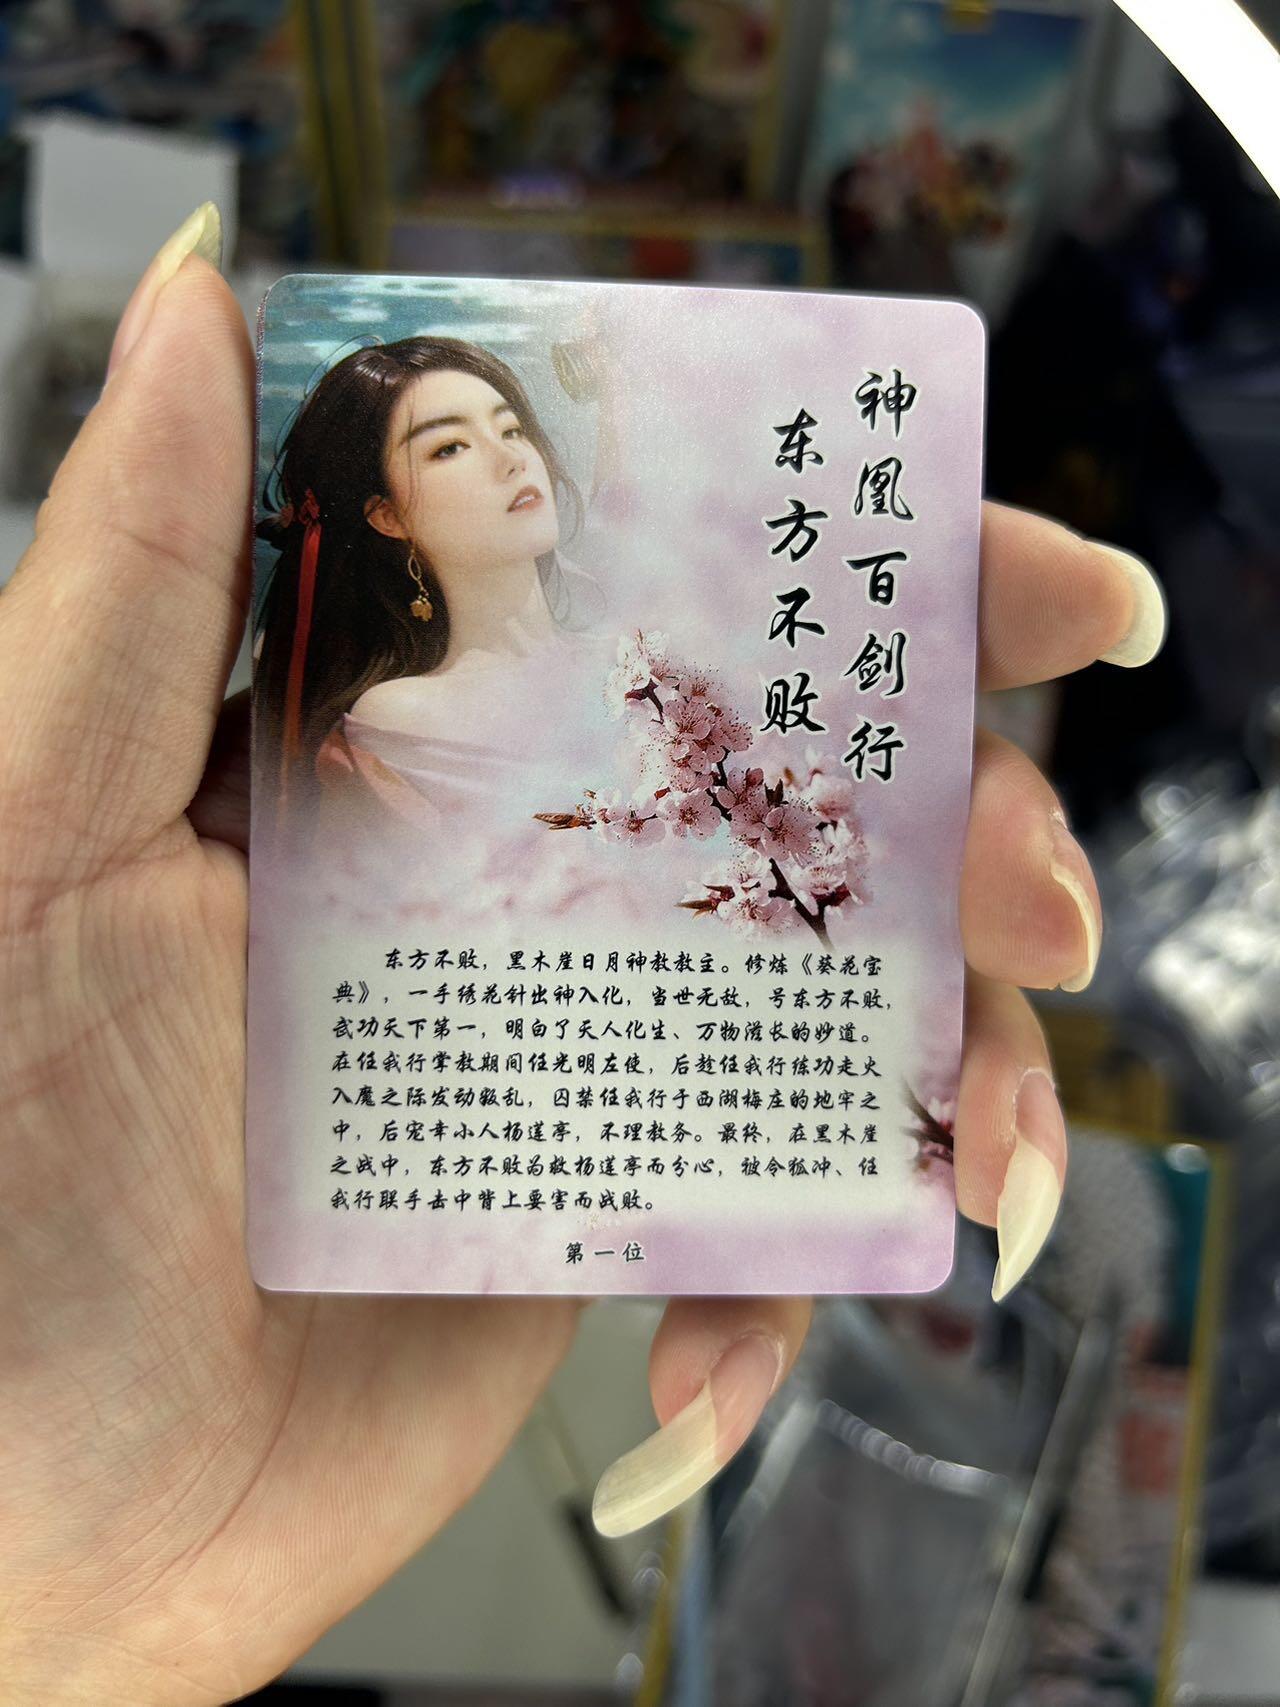 神凰百剑行
东方不败
东方不败，黑木崖日月神教教主。修炼《葵花宝
典》，一手绣花针出神入化，当世无敌，号东方不败，
武功天下第一，明白了天人化生、万物滋长的妙道。
在任我行掌教期间任光明左使，后趁任我行练功走火
入魔之际发动叛乱，囚禁任我行于西湖梅庄的地牢之
中，后宠幸小人杨莲亭，不理教务。最终，在黑木崖
之战中，东方不败为救杨莲亭而分心，被令狐冲、任
我行联手击中背上要害而战败。
第一位